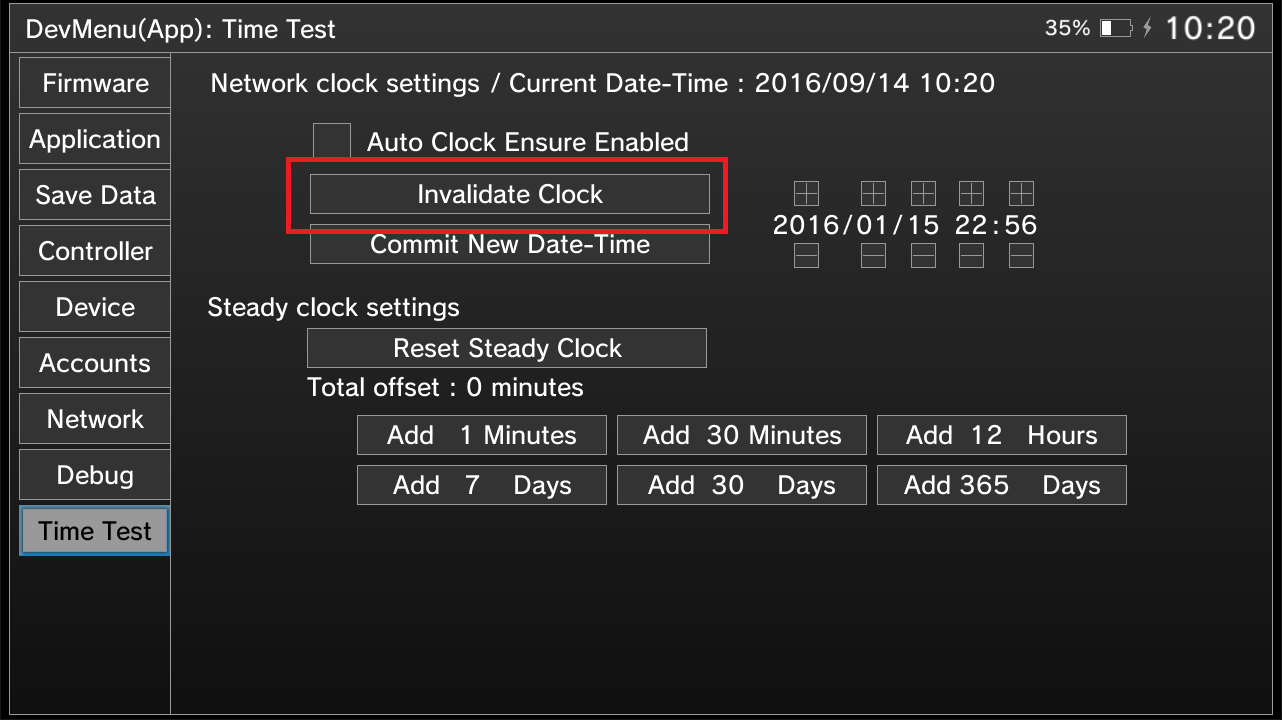 DevMenu(App): Time Test
35%
10:20
Firmware
Application
Save Data
Controller
Device
Accounts
Network
Debug
Time Test
Network clock settings / Current Date-Time : 2016/09/14 10:20
Auto Clock Ensure Enabled
Invalidate Clock
Commit New Date-Time
2016/01/15 22:56
Steady clock settings
Reset Steady Clock
Total offset : 0 minutes
Add 1 Minutes
Add 30 Minutes
Add 12 Hours
Add 7 Days
Add 30 Days
Add 365 Days